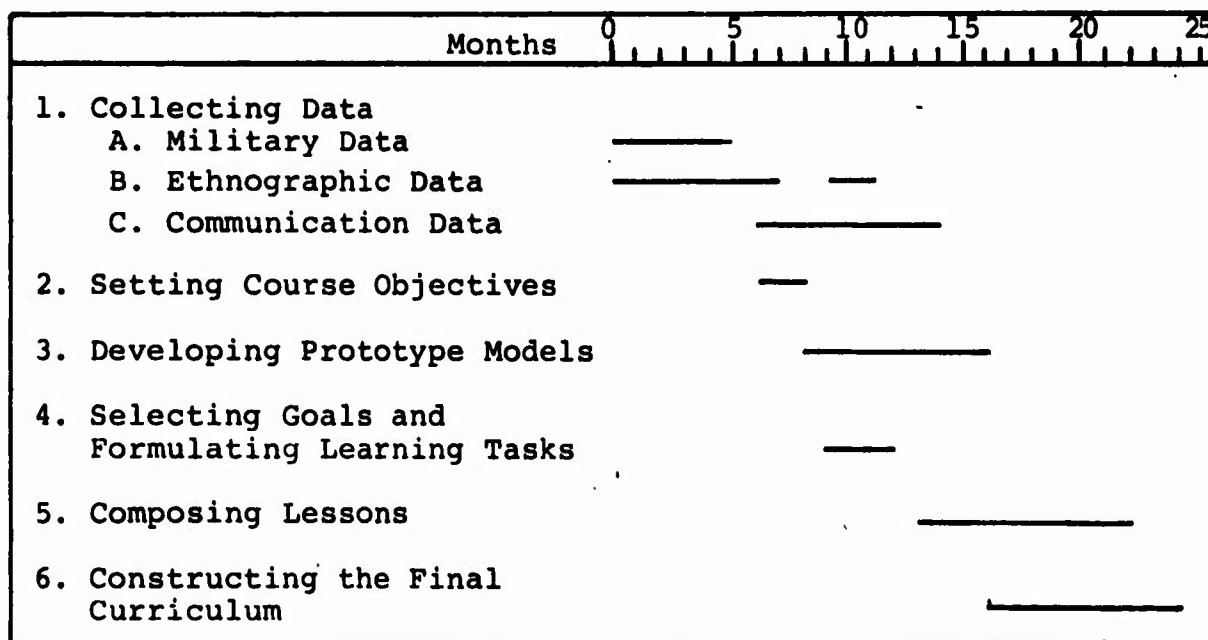 Months 0 5 10 15 20 25
1. Collecting Data
A. Military Data
B. Ethnographic Data
C. Communication Data
2. Setting Course Objectives
3. Developing Prototype Models
4. Selecting Goals and
Formulating Learning Tasks
5. Composing Lessons
6. Constructing the Final
Curriculum